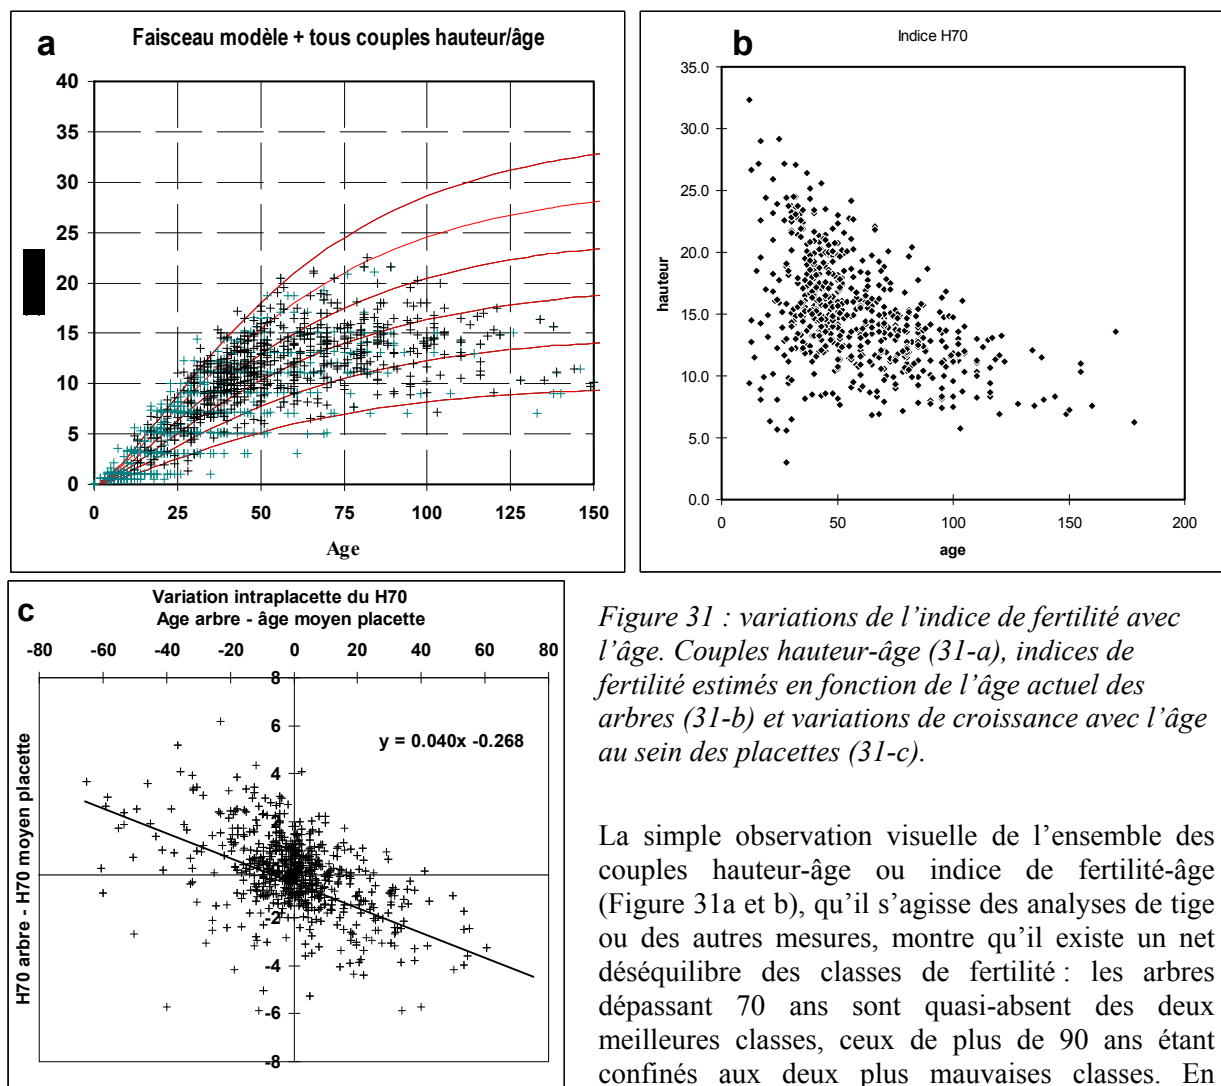 a
Faisceau modèle + tous couples hauteur/âge
40
35
30
25
20
15
10
5
0
0 25 50 75 100 125 150
Age
b
Indice H70
35.0
30.0
25.0
20.0
15.0
10.0
5.0
0.0
hauteur
0 50 100 150 200
age
c
Variation intraplacette du H70
Age arbre - âge moyen placette
-80 -60 -40 -20 0 20 40 60 80
8
6
4
2
0
-2
-4
-6
-8
H70 arbre - H70 moyen placette
y = 0.040x -0.268
Figure 31 : variations de l’indice de fertilité avec
l’âge. Couples hauteur-âge (31-a), indices de
fertilité estimés en fonction de l’âge actuel des
arbres (31-b) et variations de croissance avec l’âge
au sein des placettes (31-c).
La simple observation visuelle de l’ensemble des
couples hauteur-âge ou indice de fertilité-âge
(Figure 31a et b), qu’il s’agisse des analyses de tige
ou des autres mesures, montre qu’il existe un net
déséquilibre des classes de fertilité : les arbres
dépassant 70 ans sont quasi-absent des deux
meilleures classes, ceux de plus de 90 ans étant
confinés aux deux plus mauvaises classes. En